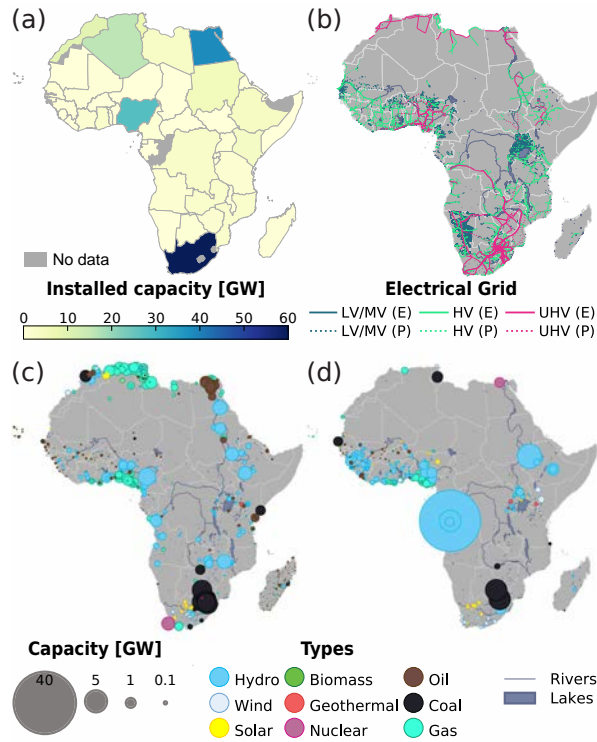 (a)
(b)
No data
Installed capacity [GW]
0 10 20 30 40 50 60
Electrical Grid
LV/MV (E) HV (E) UHV (E)
LV/MV (P) HV (P) UHV (P)
(c)
(d)
Capacity [GW]
40 5 1 0.1
Types
Hydro Biomass Oil
Wind Geothermal Coal
Solar Nuclear Gas
Rivers
Lakes